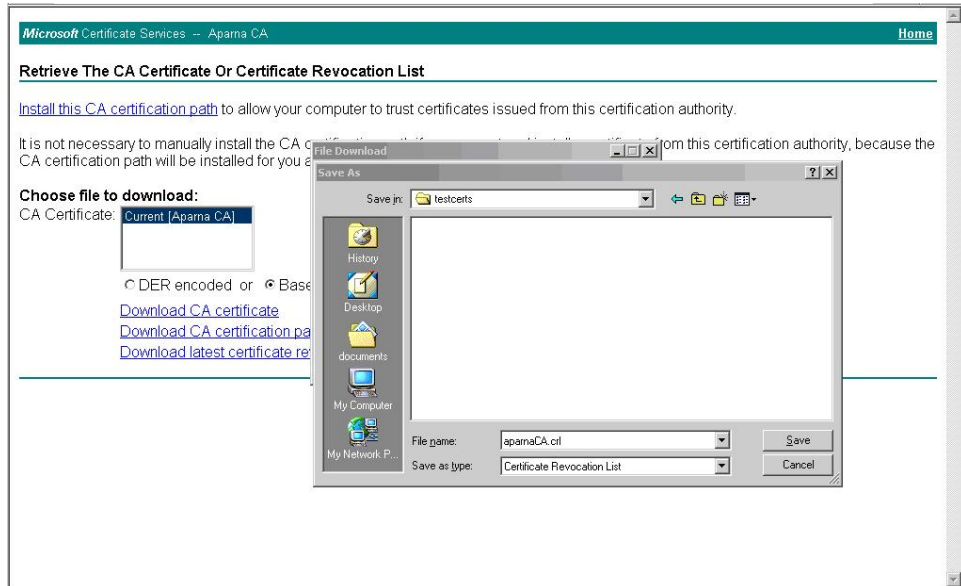 Microsoft Certificate Services -- Aparna CA Home
Retrieve The CA Certificate Or Certificate Revocation List
Install this CA certification path to allow your computer to trust certificates issued from this certification authority.
It is not necessary to manually install the CA from this certification authority, because the
CA certification path will be installed for you
Choose file to download:
CA Certificate: Current [Aparna CA]
DER encoded or Base
Download CA certificate
Download CA certification pa
Download latest certificate re
File Download
Save As
Save in: testcerts
History
Desktop
documents
My Computer
My Network P...
File name: aparnaCA.crl Save
Save as type: Certificate Revocation List Cancel